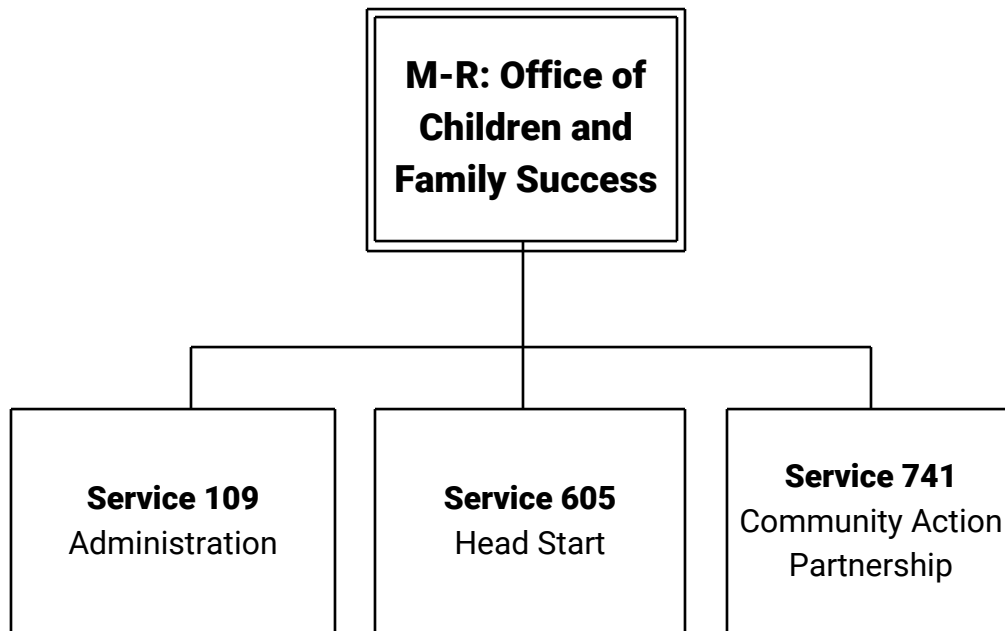 M-R: Office of
Children and
Family Success
Service 109
Administration
Service 605
Head Start
Service 741
Community Action
Partnership